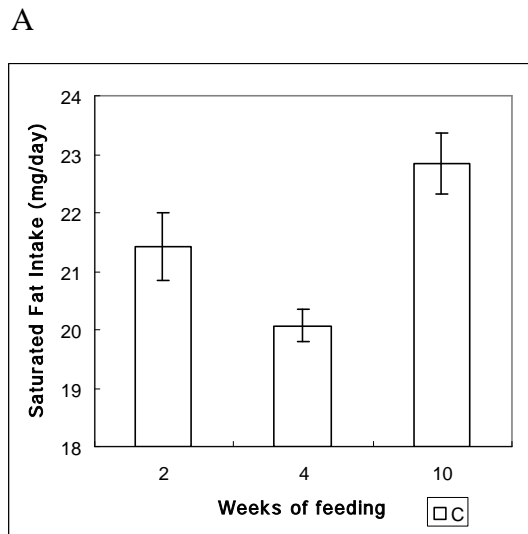 A
Saturated Fat Intake (mg/day)
24
23
22
21
20
19
18
2 4 10
Weeks of feeding
C